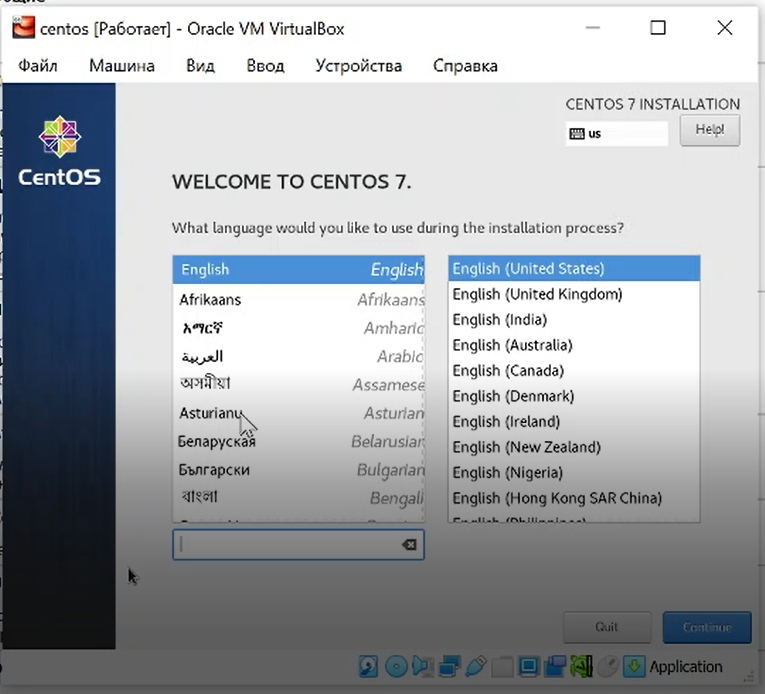 centos [Работает] - Oracle VM VirtualBox
Файл Машина Вид Ввод Устройства Справка
CentOS
CENTOS 7 INSTALLATION
us
Help!
WELCOME TO CENTOS 7.
What language would you like to use during the installation process?
English English
Afrikaans Afrikaans
አማርኛ Amharic
العربية Arabic
অসমীয়া Assamese
Asturianu Asturian
Беларуская Belarusian
Български Bulgarian
বাংলা Bengali
English (United States)
English (United Kingdom)
English (India)
English (Australia)
English (Canada)
English (Denmark)
English (Ireland)
English (New Zealand)
English (Nigeria)
English (Hong Kong SAR China)
English (Philippines)
Quit
Continue
Application